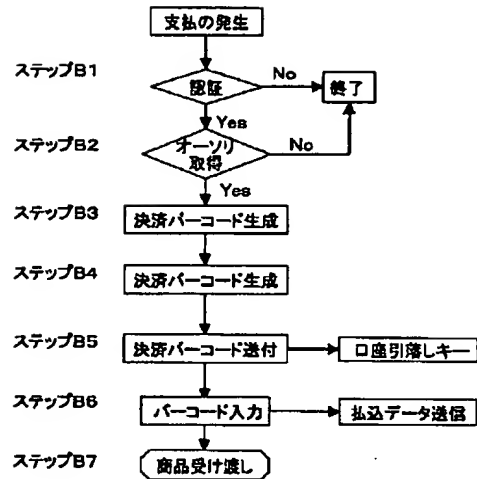 支払の発生
ステップB1
認証
No
終了
Yes
ステップB2
オーソリ
取得
No
Yes
ステップB3
決済バーコード生成
ステップB4
決済バーコード生成
ステップB5
決済バーコード送付
口座引落しキー
ステップB6
バーコード入力
払込データ送信
ステップB7
商品受け渡し